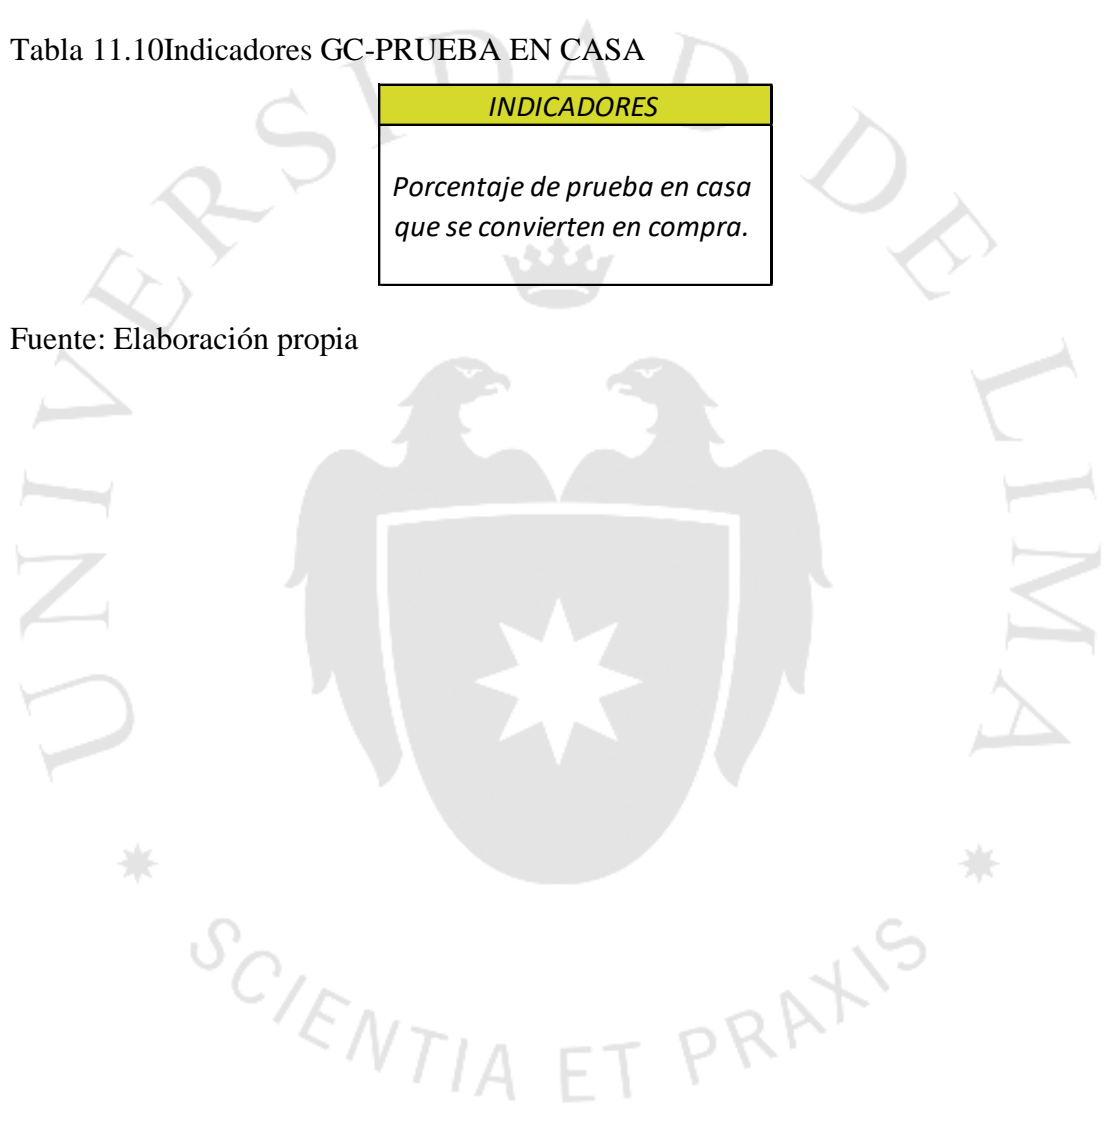 Tabla 11.10Indicadores GC-PRUEBA EN CASA
INDICADORES
Porcentaje de prueba en casa
que se convierten en compra.
Fuente: Elaboración propia
UNIVERSIDAD DE LIMA
SCIENTIA ET PRAXIS